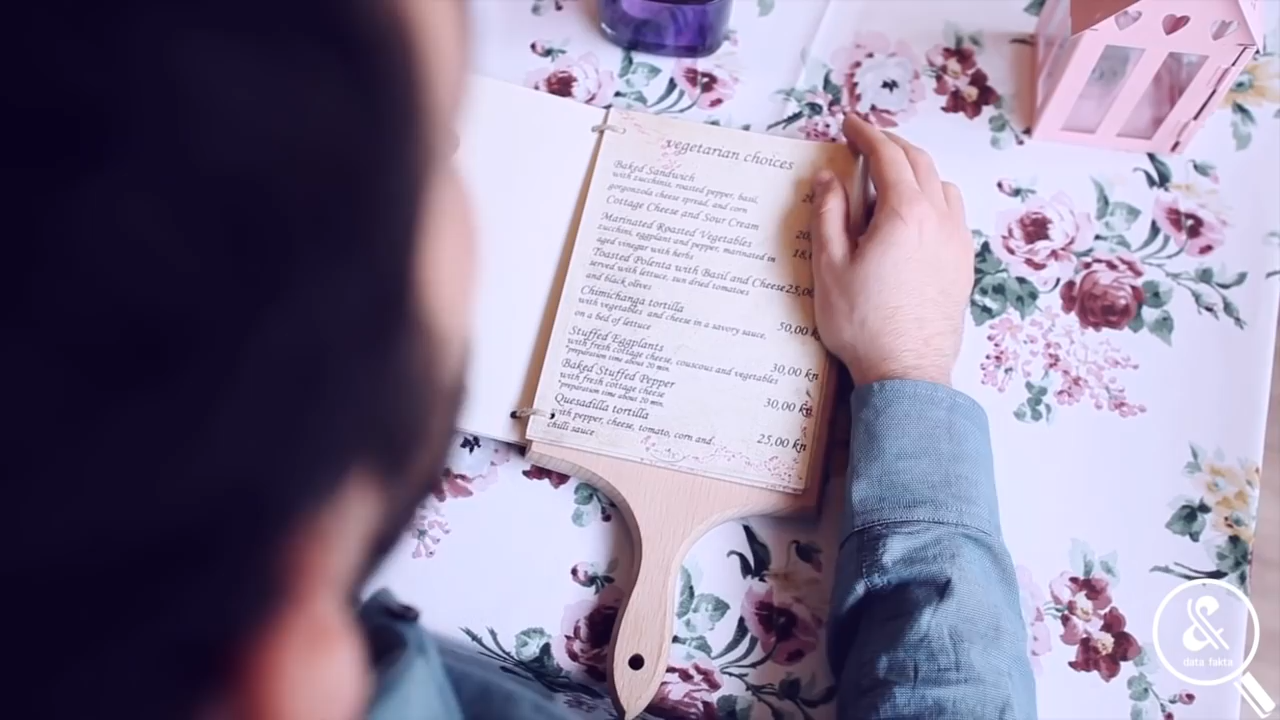 vegetarian choices
Baked Sandwich
with zucchinis, roasted pepper, basil,
gorgonzola cheese spread, and corn
Cottage Cheese and Sour Cream
Marinated Roasted Vegetables
zucchini, eggplant and pepper, marinated in
aged vinegar with herbs
Toasted Polenta with Basil and Cheese 25,00
served with lettuce, sun dried tomatoes
and black olives
Chimichanga tortilla
with vegetables and cheese in a savory sauce, 50,00 kn
on a bed of lettuce
Stuffed Eggplants
with fresh cottage cheese, couscous and vegetables 30,00 kn
*preparation time about 20 min.
Baked Stuffed Pepper
with fresh cottage cheese 30,00 kn
*preparation time about 20 min.
Quesadilla tortilla
with pepper, cheese, tomato, corn and 25,00 kn
chilli sauce
&
data fakta